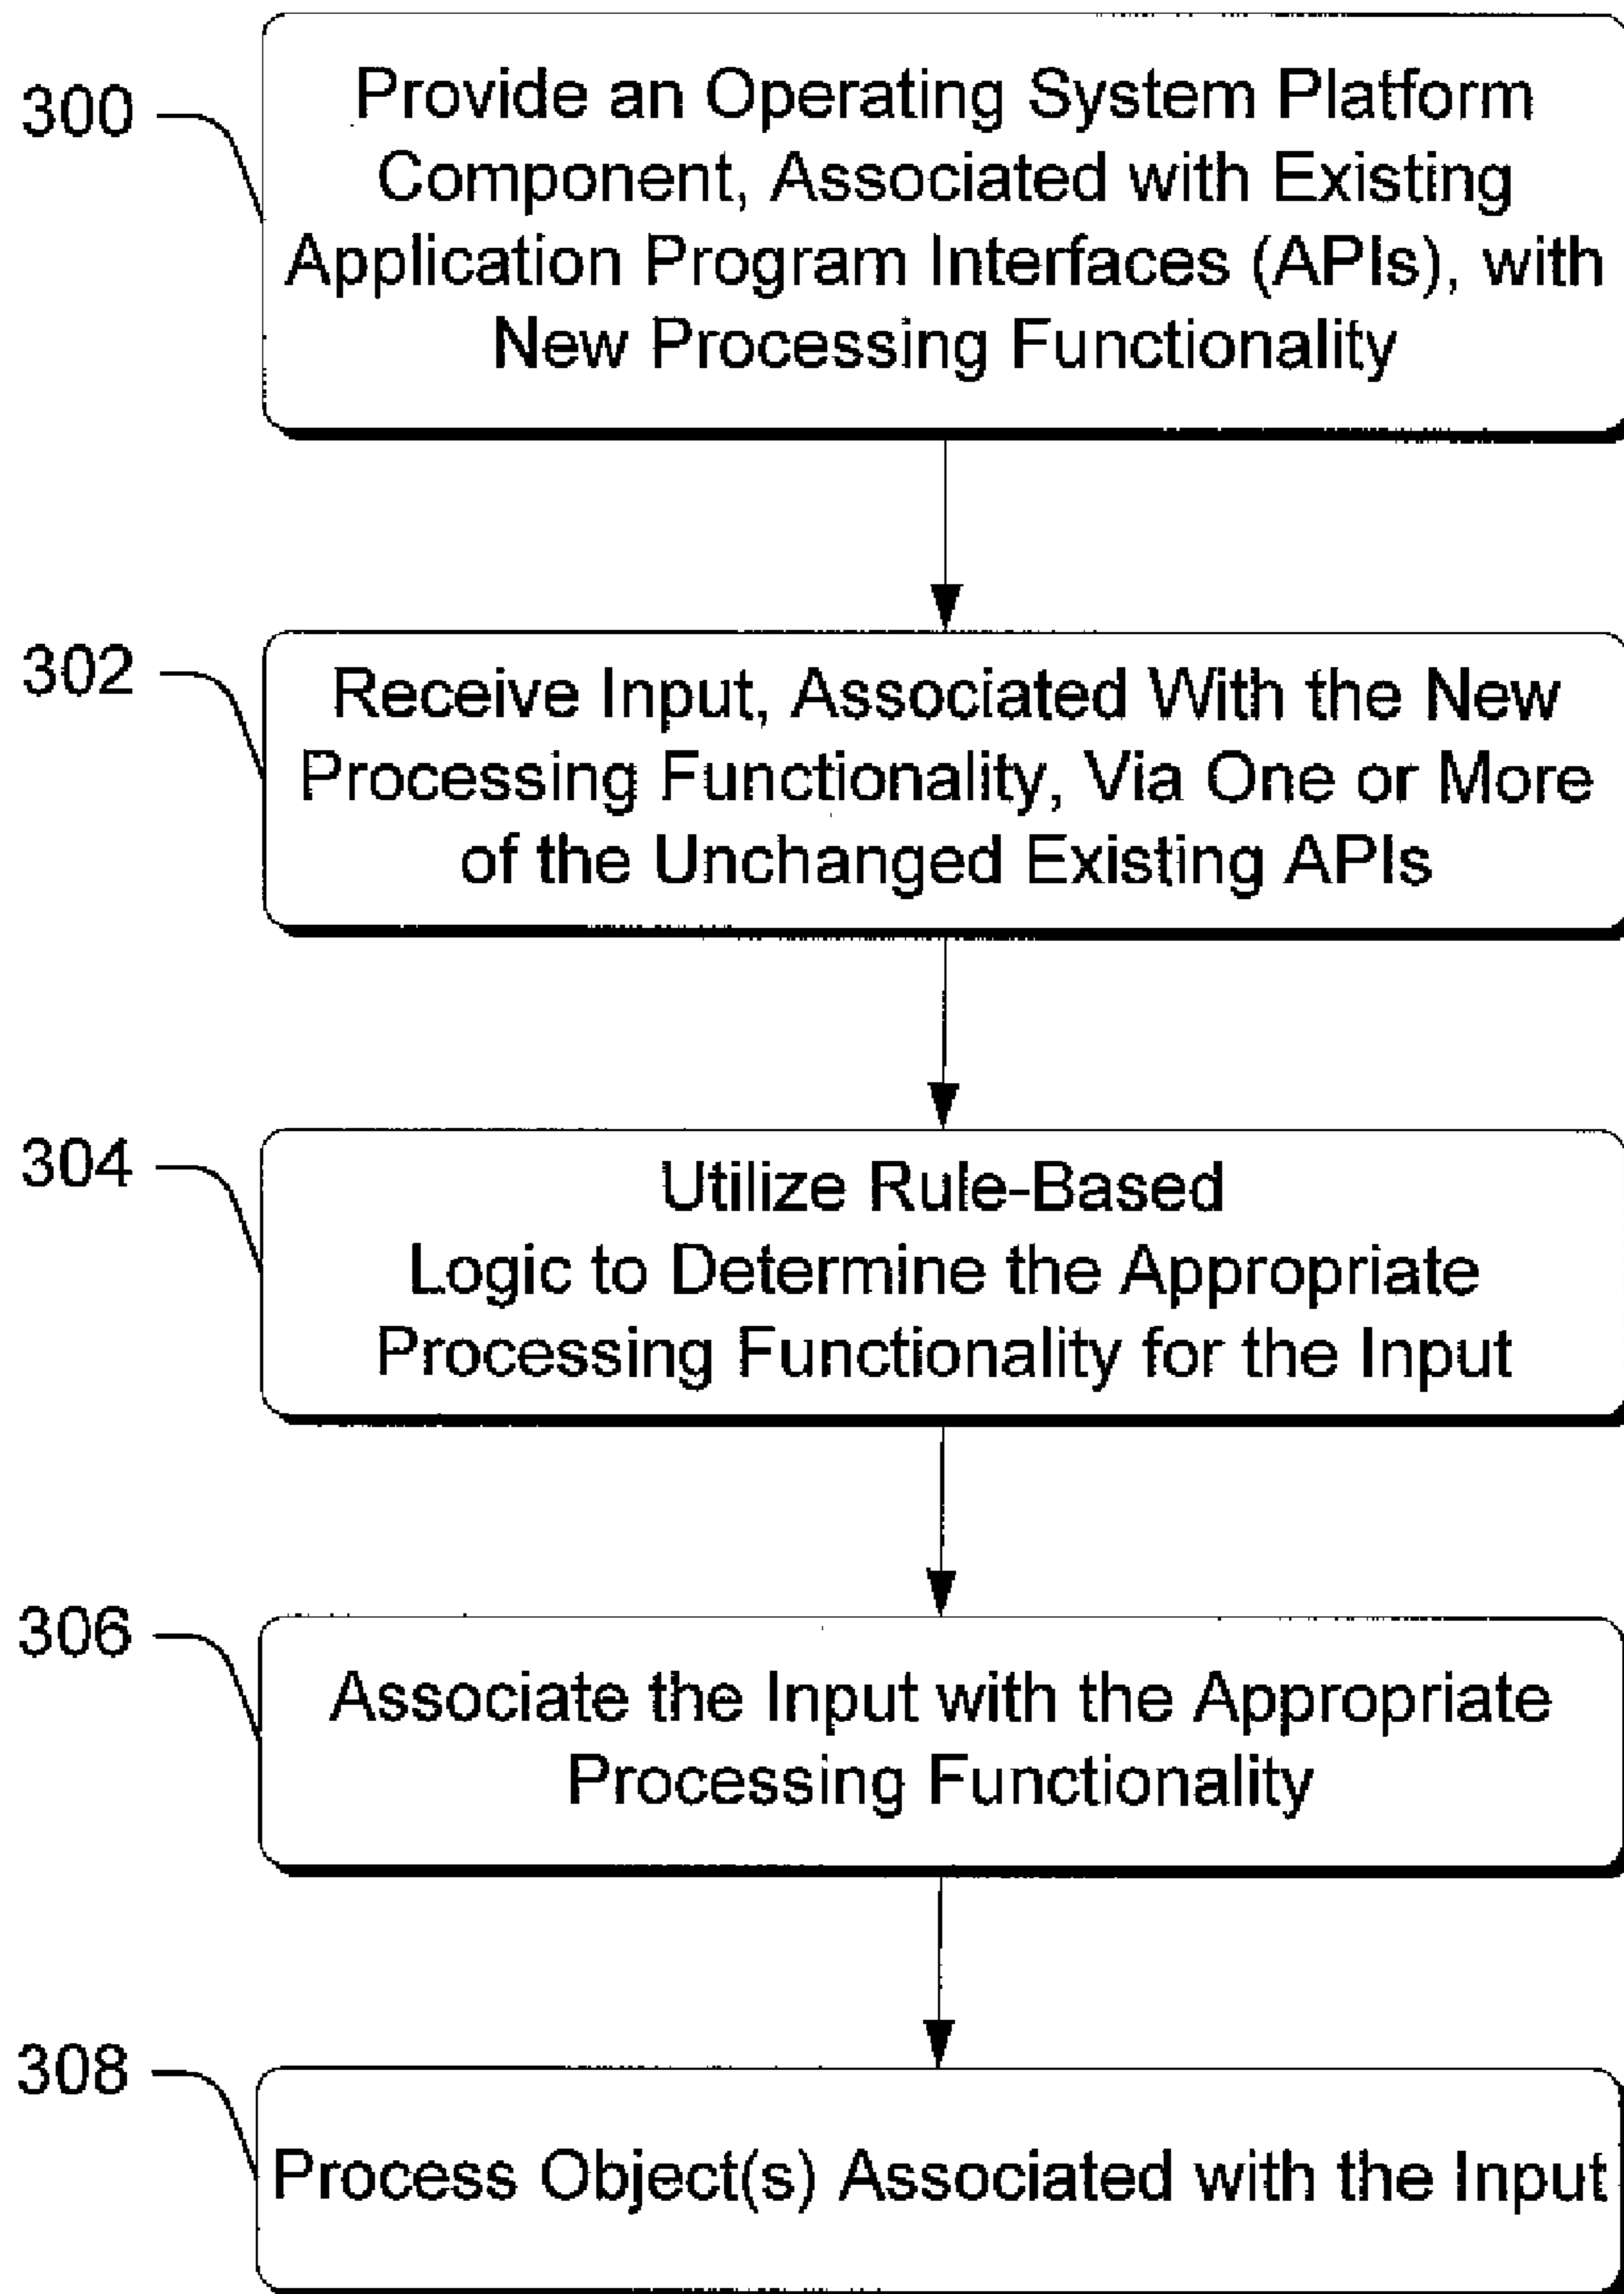 300
Provide an Operating System Platform
Component, Associated with Existing
Application Program Interfaces (APIs), with
New Processing Functionality
302
Receive Input, Associated With the New
Processing Functionality, Via One or More
of the Unchanged Existing APIs
304
Utilize Rule-Based
Logic to Determine the Appropriate
Processing Functionality for the Input
306
Associate the Input with the Appropriate
Processing Functionality
308
Process Object(s) Associated with the Input